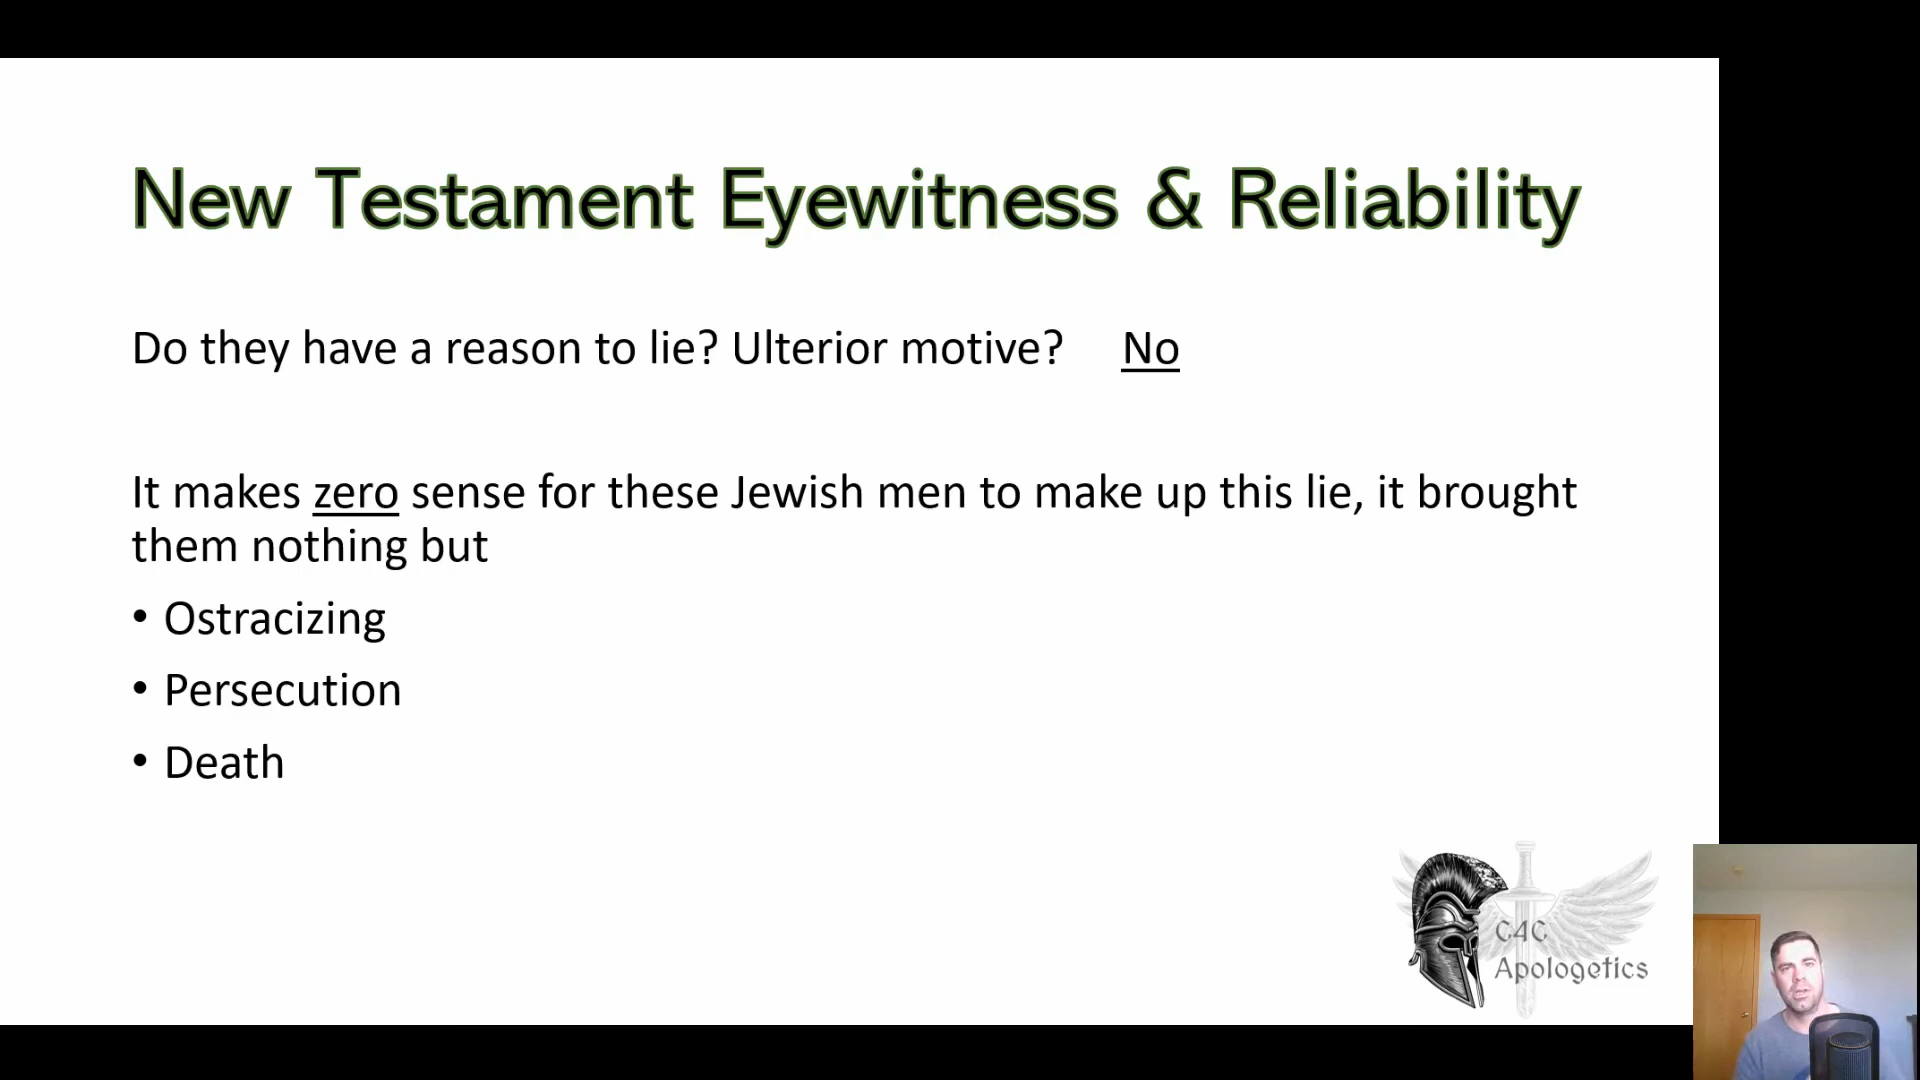 New Testament Eyewitness & Reliability
Do they have a reason to lie? Ulterior motive? No
It makes zero sense for these Jewish men to make up this lie, it brought
them nothing but
• Ostracizing
• Persecution
• Death
C4C
Apologetics